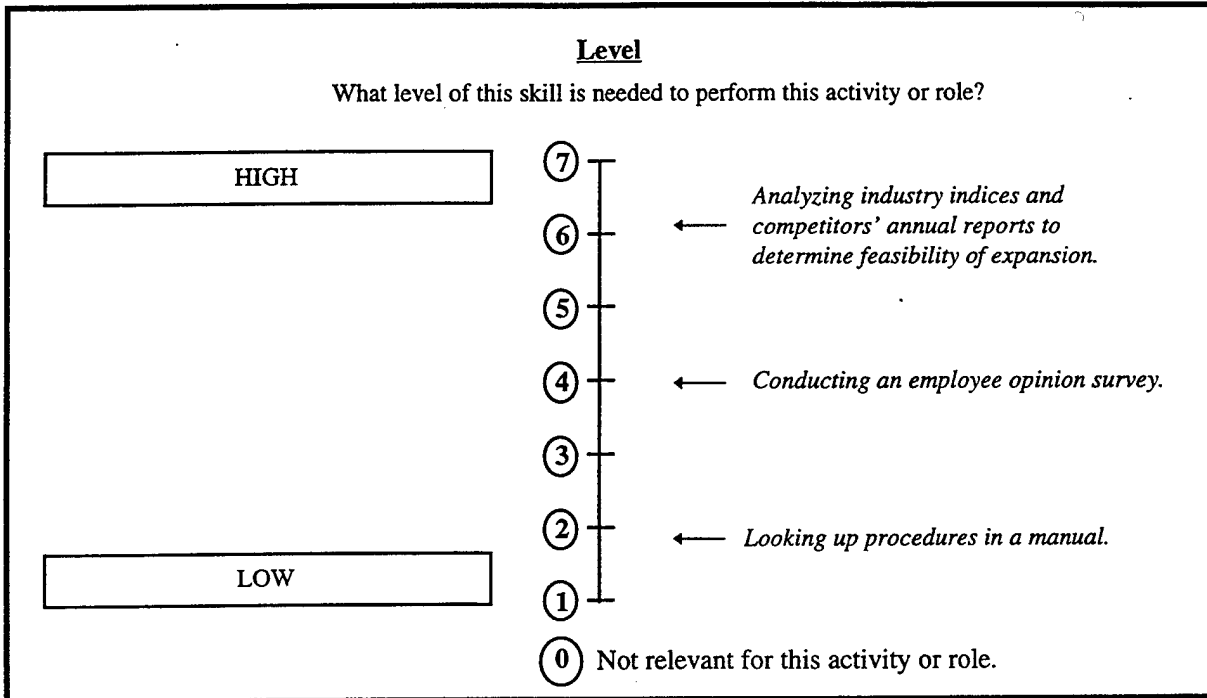 Level
What level of this skill is needed to perform this activity or role?
HIGH
7
Analyzing industry indices and
6
competitors’ annual reports to
determine feasibility of expansion.
5
4
Conducting an employee opinion survey.
3
2
Looking up procedures in a manual.
LOW
1
0 Not relevant for this activity or role.